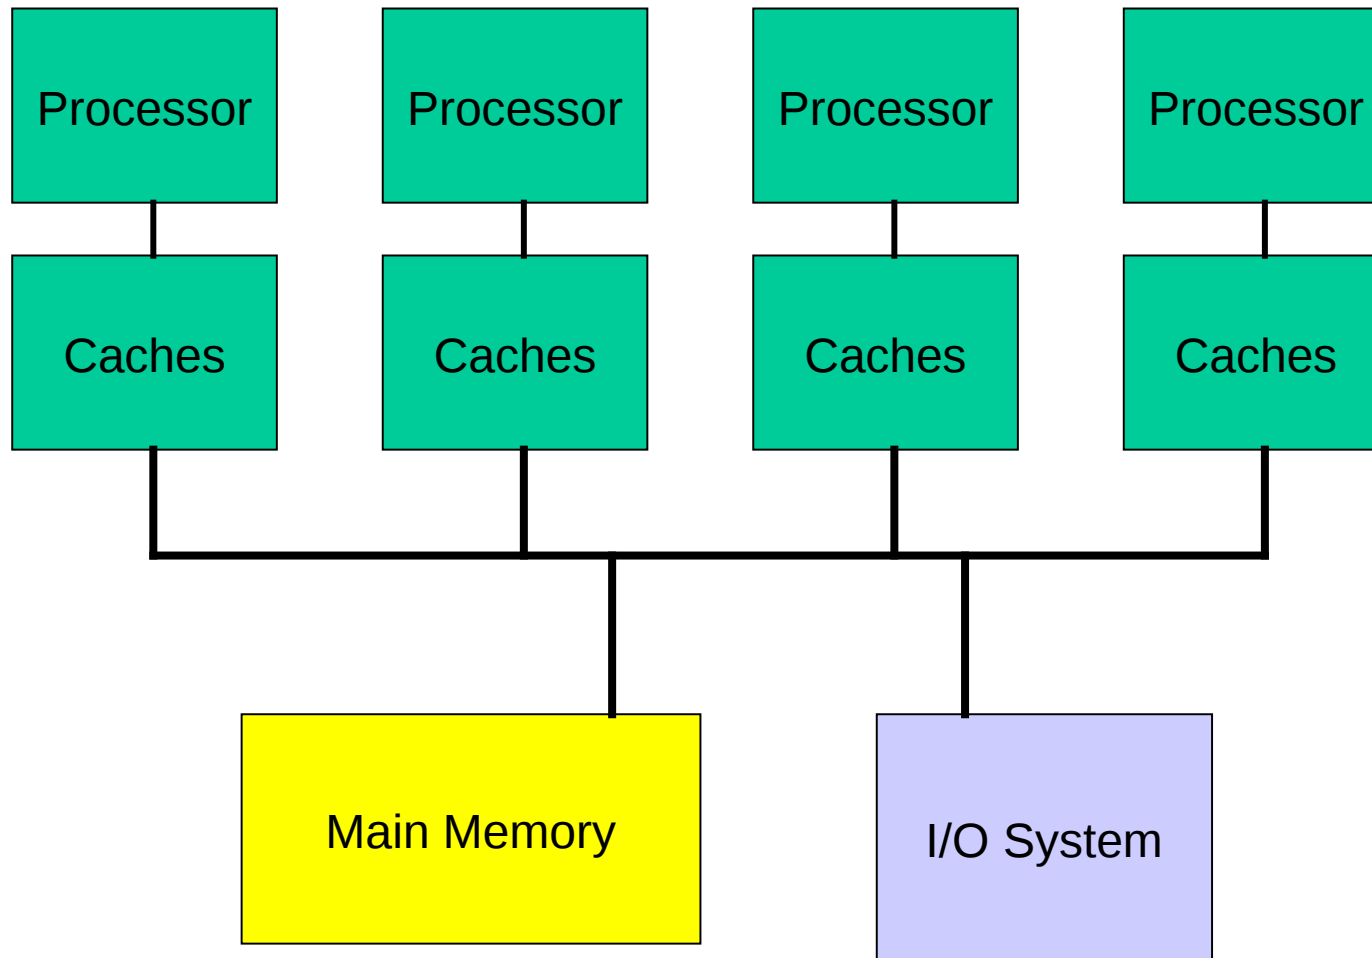 Processor
Processor
Processor
Processor
Caches
Caches
Caches
Caches
Main Memory
I/O System